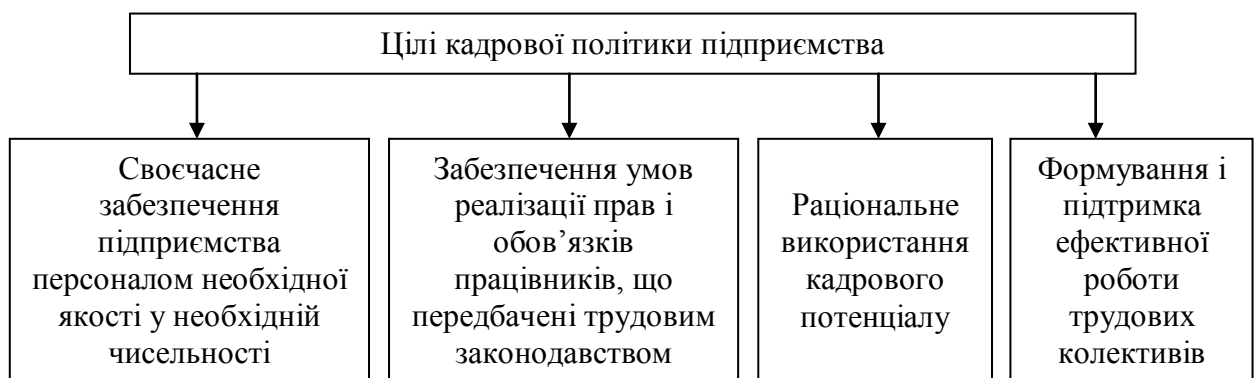 Цілі кадрової політики підприємства
Своєчасне
забезпечення
підприємства
персоналом необхідної
якості у необхідній
чисельності
Забезпечення умов
реалізації прав і
обов’язків
працівників, що
передбачені трудовим
законодавством
Раціональне
використання
кадрового
потенціалу
Формування і
підтримка
ефективної
роботи
трудових
колективів